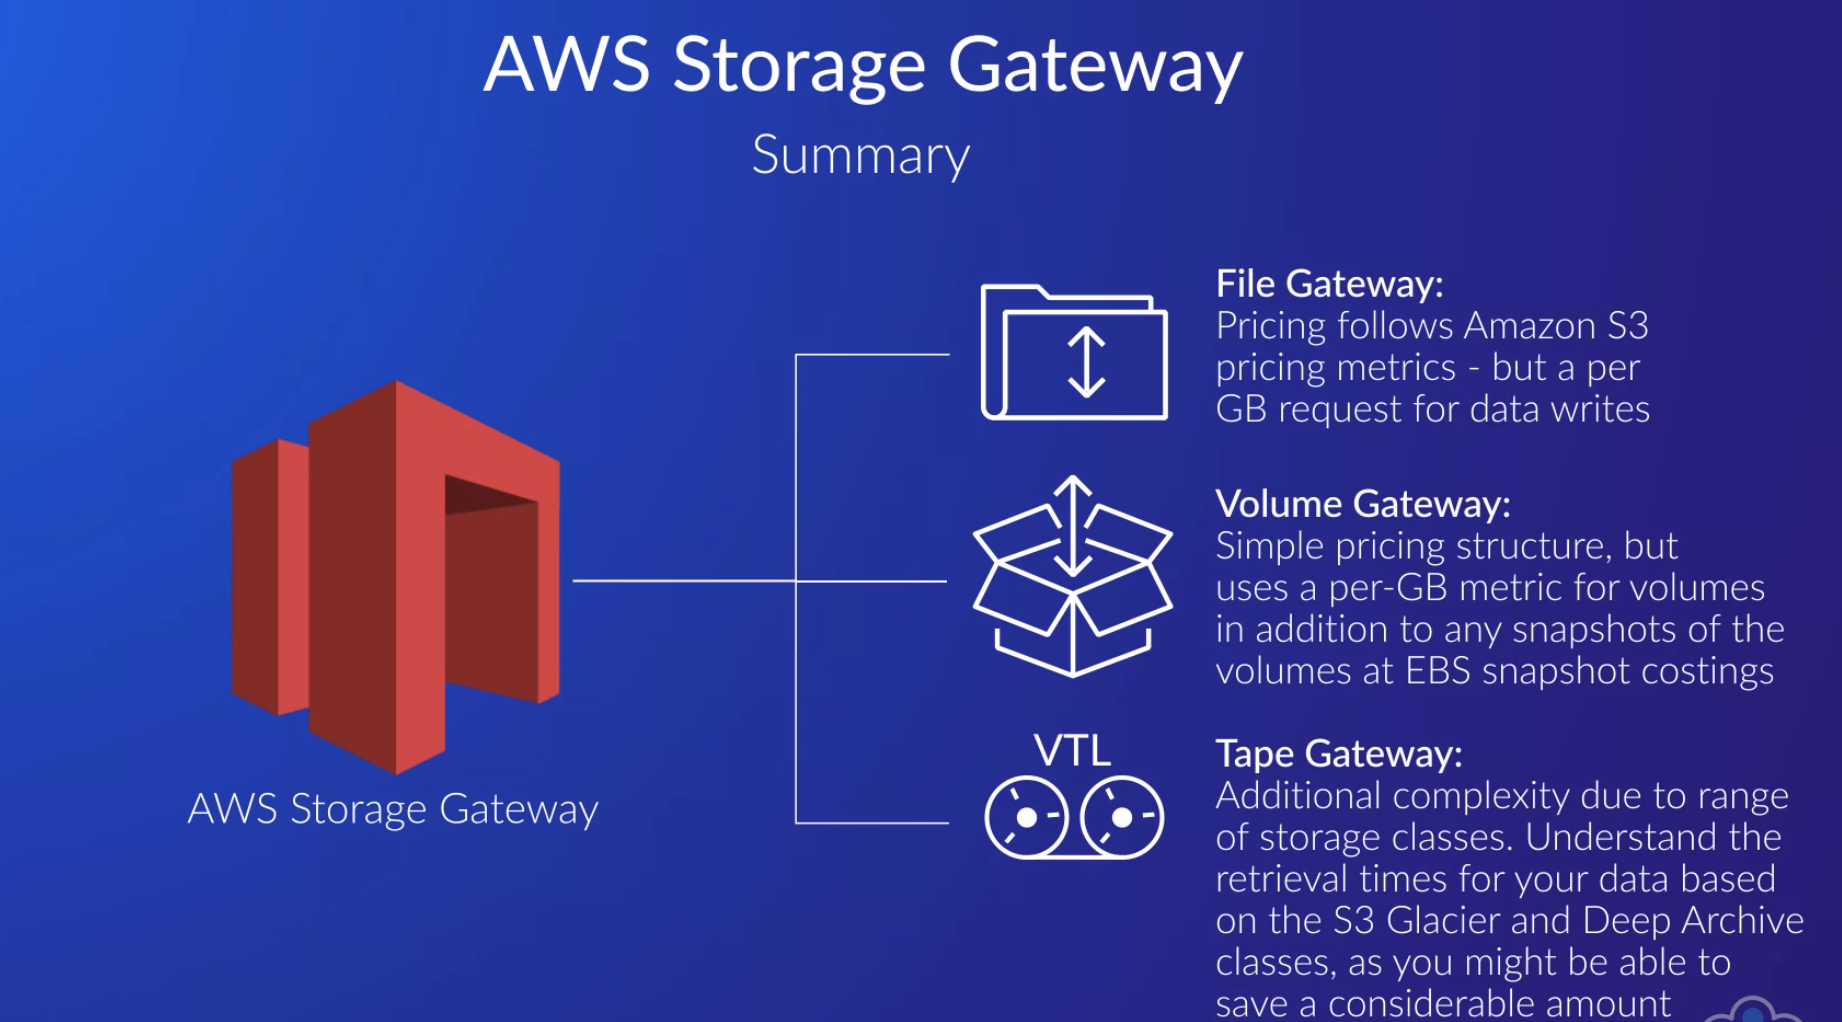 AWS Storage Gateway
Summary
File Gateway:
Pricing follows Amazon S3
pricing metrics - but a per
GB request for data writes
Volume Gateway:
Simple pricing structure, but
uses a per-GB metric for volumes
in addition to any snapshots of the
volumes at EBS snapshot costings
VTL
Tape Gateway:
Additional complexity due to range
of storage classes. Understand the
retrieval times for your data based
on the S3 Glacier and Deep Archive
classes, as you might be able to
save a considerable amount
AWS Storage Gateway